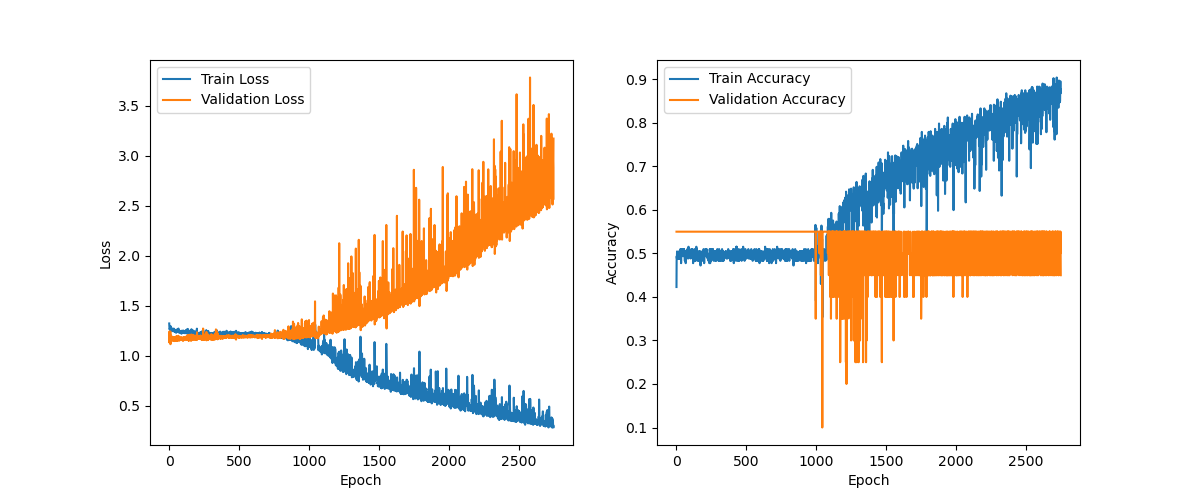 Train Loss
Validation Loss
3.5
3.0
2.5
2.0
1.5
1.0
0.5
Loss
0 500 1000 1500 2000 2500
Epoch
Train Accuracy
Validation Accuracy
0.9
0.8
0.7
0.6
0.5
0.4
0.3
0.2
0.1
Accuracy
0 500 1000 1500 2000 2500
Epoch